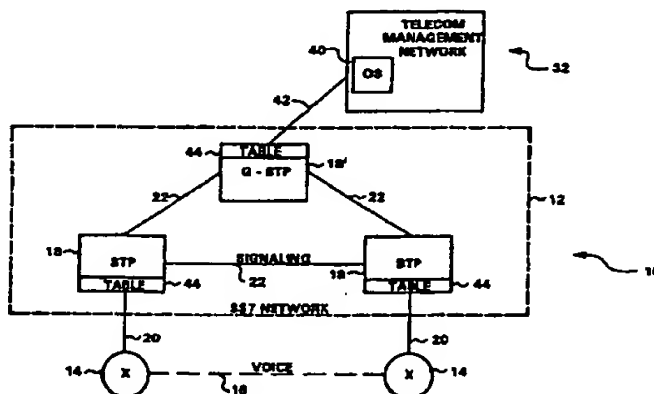 TELECOM
MANAGEMENT
NETWORK
40
OS
32
42
44
TABLE
Q - STP
18'
22
22
12
18
STP
SIGNALING
22
18
STP
TABLE
44
TABLE
44
SS7 NETWORK
20
20
14
X
VOICE
16
X
14